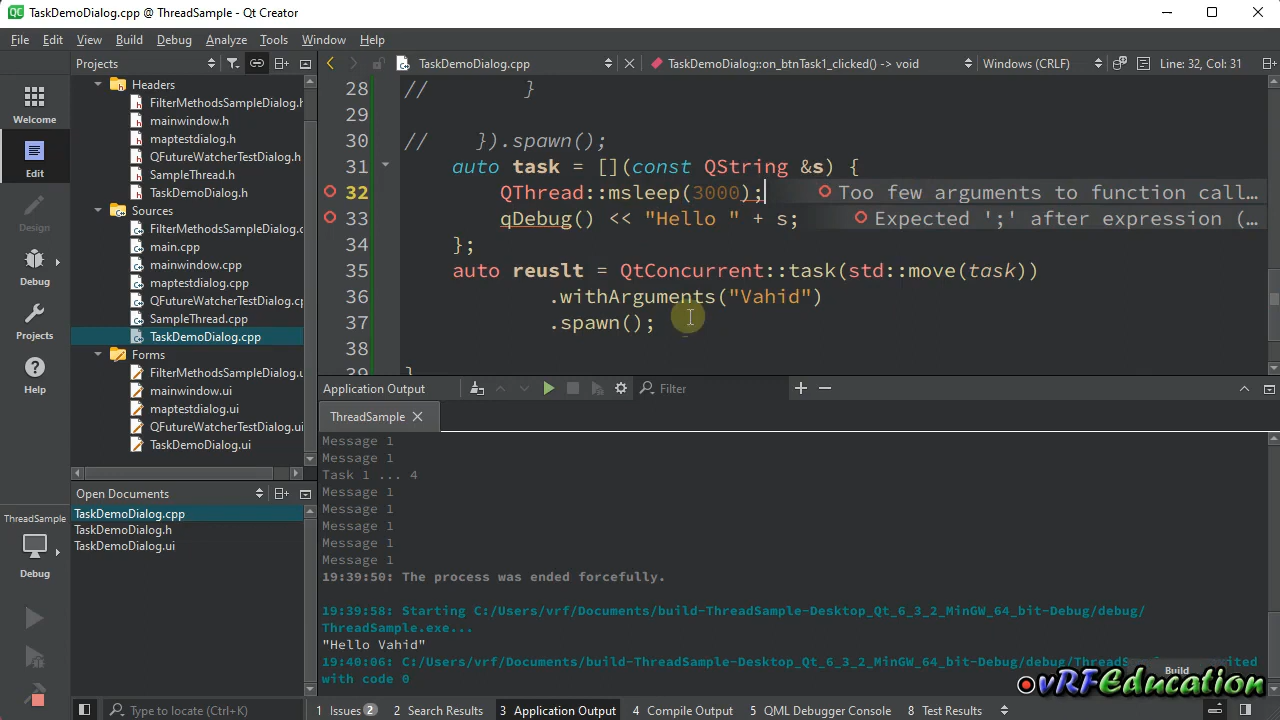 TaskDemoDialog.cpp @ ThreadSample - Qt Creator
File Edit View Build Debug Analyze Tools Window Help
Projects
TaskDemoDialog.cpp
TaskDemoDialog::on_btnTask1_clicked() -> void
Windows (CRLF)
Line: 32, Col: 31
Welcome
Edit
Design
Debug
Projects
Help
ThreadSample
Debug
Headers
FilterMethodsSampleDialog.h
mainwindow.h
maptestdialog.h
QFutureWatcherTestDialog.h
SampleThread.h
TaskDemoDialog.h
Sources
FilterMethodsSampleDialog.c
main.cpp
mainwindow.cpp
maptestdialog.cpp
QFutureWatcherTestDialog.cp
SampleThread.cpp
TaskDemoDialog.cpp
Forms
FilterMethodsSampleDialog.u
mainwindow.ui
maptestdialog.ui
QFutureWatcherTestDialog.ui
TaskDemoDialog.ui
Open Documents
TaskDemoDialog.cpp
TaskDemoDialog.h
TaskDemoDialog.ui
28 // }
29
30 // }).spawn();
31 auto task = [](const QString &s) {
32 QThread::msleep(3000); Too few arguments to function call...
33 qDebug() << "Hello " + s; Expected ';' after expression (...
34 };
35 auto reuslt = QtConcurrent::task(std::move(task))
36 .withArguments("Vahid")
37 .spawn();
38
39 }
Application Output
Filter
ThreadSample
Message 1
Message 1
Task 1 ... 4
Message 1
Message 1
Message 1
Message 1
Message 1
19:39:50: The process was ended forcefully.
19:39:58: Starting C:/Users/vrf/Documents/build-ThreadSample-Desktop_Qt_6_3_2_MinGW_64_bit-Debug/debug/
ThreadSample.exe...
"Hello Vahid"
19:40:06: C:/Users/vrf/Documents/build-ThreadSample-Desktop_Qt_6_3_2_MinGW_64_bit-Debug/debug/ThreadS
with code 0
Build
vRFEducation
Type to locate (Ctrl+K)
1 Issues 2
2 Search Results
3 Application Output
4 Compile Output
5 QML Debugger Console
8 Test Results